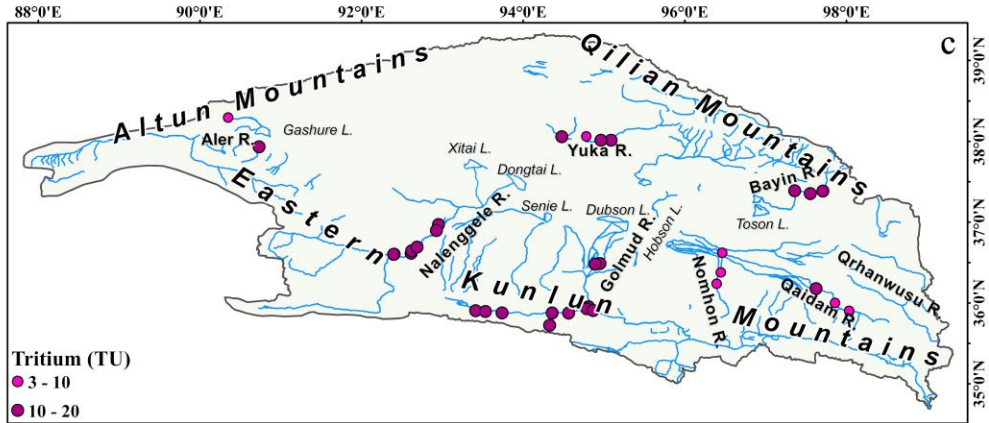 88°0'E 90°0'E 92°0'E 94°0'E 96°0'E 98°0'E
c
39°0'N
38°0'N
37°0'N
36°0'N
35°0'N
Altun Mountains
Qilian Mountains
Eastern Kunlun Mountains
Gashure L.
Aler R.
Xitai L.
Dongtai L.
Yuka R.
Bayin R.
Nalenggele R.
Senie L.
Dubson L.
Golmud R.
Hobson L.
Toson L.
Nomhon R.
Qaidam R.
Qrhanwusu R.
Tritium (TU)
3 - 10
10 - 20